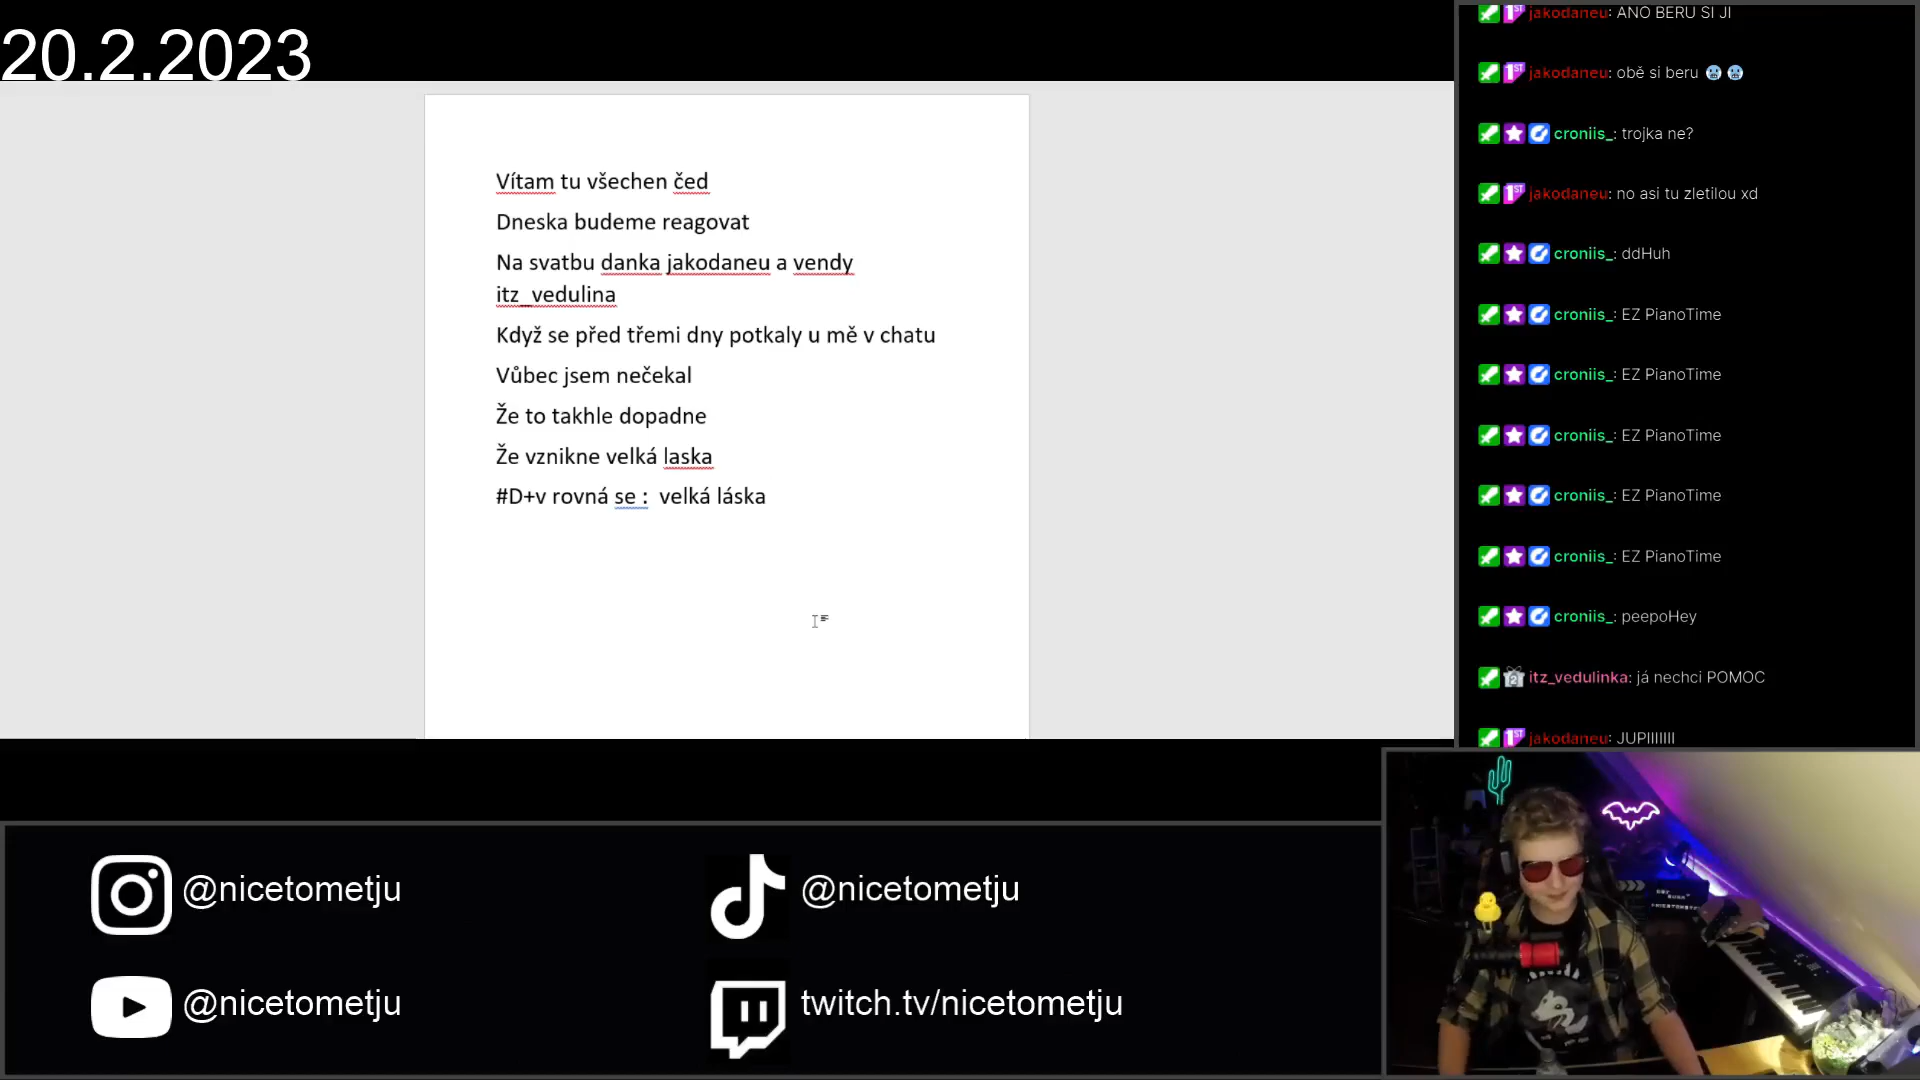 20.2.2023
Vítam tu všechen čed
Dneska budeme reagovat
Na svatbu danka jakodaneu a vendy
itz_vedulina
Když se před třemi dny potkaly u mě v chatu
Vůbec jsem nečekal
Že to takhle dopadne
Že vznikne velká laska
#D+v rovná se :  velká láska
jakodaneu: ANO BERU SI JI
jakodaneu: obě si beru
croniis_: trojka ne?
jakodaneu: no asi tu zletilou xd
croniis_: ddHuh
croniis_: EZ PianoTime
croniis_: EZ PianoTime
croniis_: EZ PianoTime
croniis_: EZ PianoTime
croniis_: EZ PianoTime
croniis_: peepoHey
itz_vedulinka: já nechci POMOC
jakodaneu: JUPIIIIIII
@nicetometju
@nicetometju
@nicetometju
twitch.tv/nicetometju